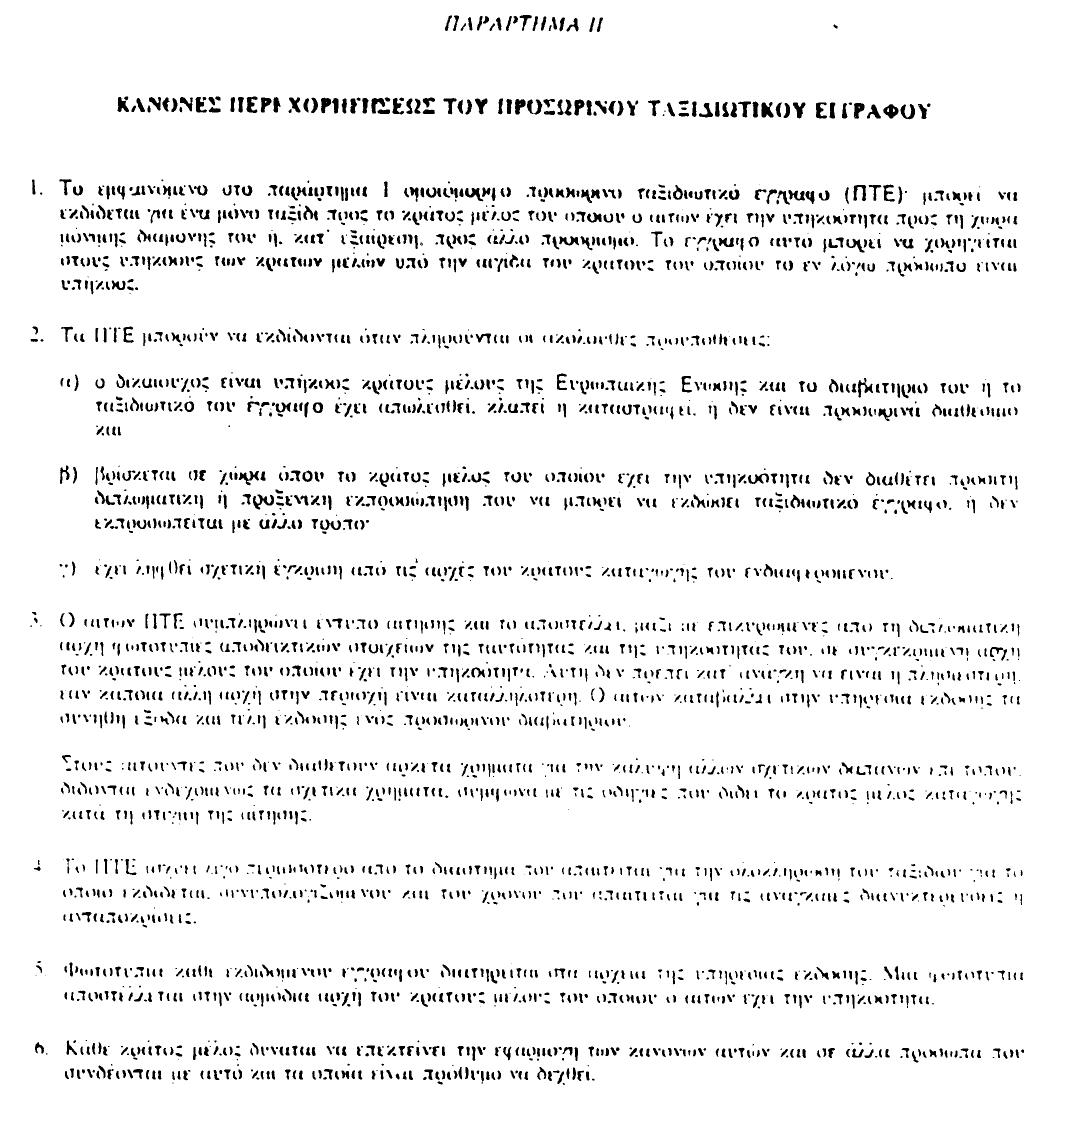 ΠΑΡΑΡΤΗΜΑ ΙΙ
ΚΑΝΟΝΕΣ ΠΕΡΙ ΧΟΡΗΓΗΣΕΩΣ ΤΟΥ ΠΡΟΣΩΡΙΝΟΥ ΤΑΞΙΔΙΩΤΙΚΟΥ ΕΓΓΡΑΦΟΥ
1. Το εμφαινόμενο στο παράρτημα Ι ομοιόμορφο προσωρινό ταξιδιωτικό έγγραφο (ΠΤΕ)· μπορεί να
εκδίδεται για ένα μόνο ταξίδι προς το κράτος μέλος του οποίου ο αιτών έχει την υπηκοότητα προς τη χώρα
μόνιμης διαμονής του ή, κατ' εξαίρεση, προς άλλο προορισμό. Το έγγραφο αυτό μπορεί να χορηγείται
στους υπηκόους των κρατών μελών υπό την αιγίδα του κράτους του οποίου το εν λόγω πρόσωπο είναι
υπήκοος.
2. Τα ΠΤΕ μπορούν να εκδίδονται όταν πληρούνται οι ακόλουθες προϋποθέσεις:
α) ο δικαιούχος είναι υπήκοος κράτους μέλους της Ευρωπαϊκής Ένωσης και το διαβατήριο του ή το
ταξιδιωτικό του έγγραφο έχει απωλεσθεί, κλαπεί ή καταστραφεί, ή δεν είναι προσωρινά διαθέσιμο
και
β) βρίσκεται σε χώρα όπου το κράτος μέλος του οποίου έχει την υπηκοότητα δεν διαθέτει προσιτή
διπλωματική ή προξενική εκπροσώπηση που να μπορεί να εκδώσει ταξιδιωτικό έγγραφο, ή δεν
εκπροσωπείται με άλλο τρόπο·
γ) έχει ληφθεί σχετική έγκριση από τις αρχές του κράτους καταγωγής του ενδιαφερομένου.
3. Ο αιτών ΠΤΕ συμπληρώνει έντυπο αίτησης και το αποστέλλει, μαζί με επικυρωμένες από τη διπλωματική
αρχή φωτοτυπίες αποδεικτικών στοιχείων της ταυτότητας και της υπηκοότητάς του, σε συγκεκριμένη αρχή
του κράτους μέλους του οποίου έχει την υπηκοότητα. Αυτή δεν πρέπει κατ' ανάγκη να είναι η πλησιέστερη,
εάν κάποια άλλη αρχή στην περιοχή είναι καταλληλότερη. Ο αιτών καταβάλλει στην υπηρεσία έκδοσης τα
συνήθη έξοδα και τέλη έκδοσης ενός προσωρινού διαβατηρίου.
Στους αιτούντες που δεν διαθέτουν αρκετά χρήματα για την κάλυψη άλλων σχετικών δαπανών επί τόπου,
δίδονται ενδεχομένως τα σχετικά χρήματα, σύμφωνα με τις οδηγίες που δίδει το κράτος μέλος καταγωγής
κατά τη στιγμή της αίτησης.
4. Το ΠΤΕ ισχύει λίγο περισσότερο από το διάστημα που απαιτείται για την ολοκλήρωση του ταξιδιού για το
οποίο εκδίδεται, συνυπολογιζομένου και του χρόνου που απαιτείται για τις αναγκαίες διανυκτερεύσεις ή
ανταποκρίσεις.
5. Φωτοτυπία κάθε εκδιδομένου εγγράφου διατηρείται στα αρχεία της υπηρεσίας έκδοσης. Μια φωτοτυπία
αποστέλλεται στην αρμόδια αρχή του κράτους μέλους του οποίου ο αιτών έχει την υπηκοότητα.
6. Κάθε κράτος μέλος δύναται να επεκτείνει την εφαρμογή των κανόνων αυτών και σε άλλα πρόσωπα που
συνδέονται με αυτό και τα οποία είναι πρόθυμο να δεχθεί.